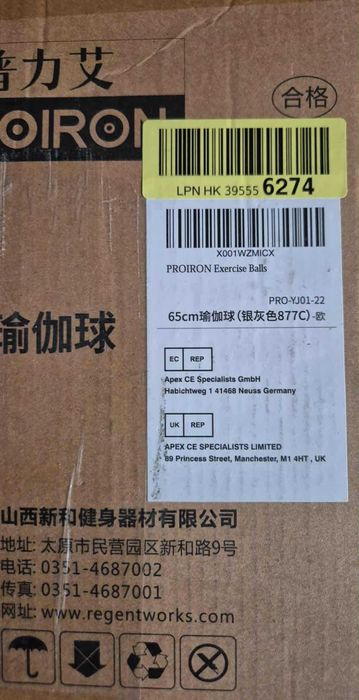 普力艾
OIRON
合格
LPN HK 39555 6274
X001WZMICX
PROIRON Exercise Balls
PRO-YJ01-22
65cm瑜伽球(银灰色877C)-欧
EC REP
Apex CE Specialists GmbH
Habichtweg 1 41468 Neuss Germany
UK REP
APEX CE SPECIALISTS LIMITED
89 Princess Street, Manchester, M1 4HT , UK
瑜伽球
山西新和健身器材有限公司
地址: 太原市民营园区新和路9号
电话: 0351-4687002
传真: 0351-4687001
网址: www.regentworks.com